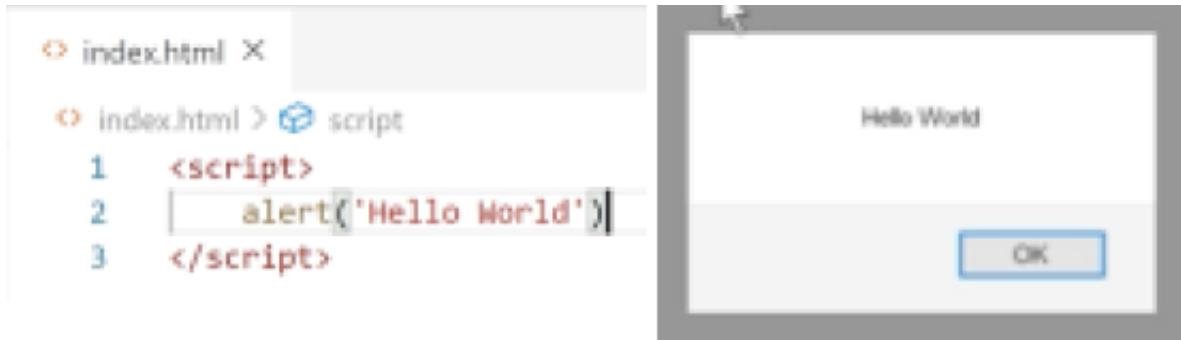 index.html ×
index.html > script
1 <script>
2 alert('Hello World')
3 </script>
Hello World
OK